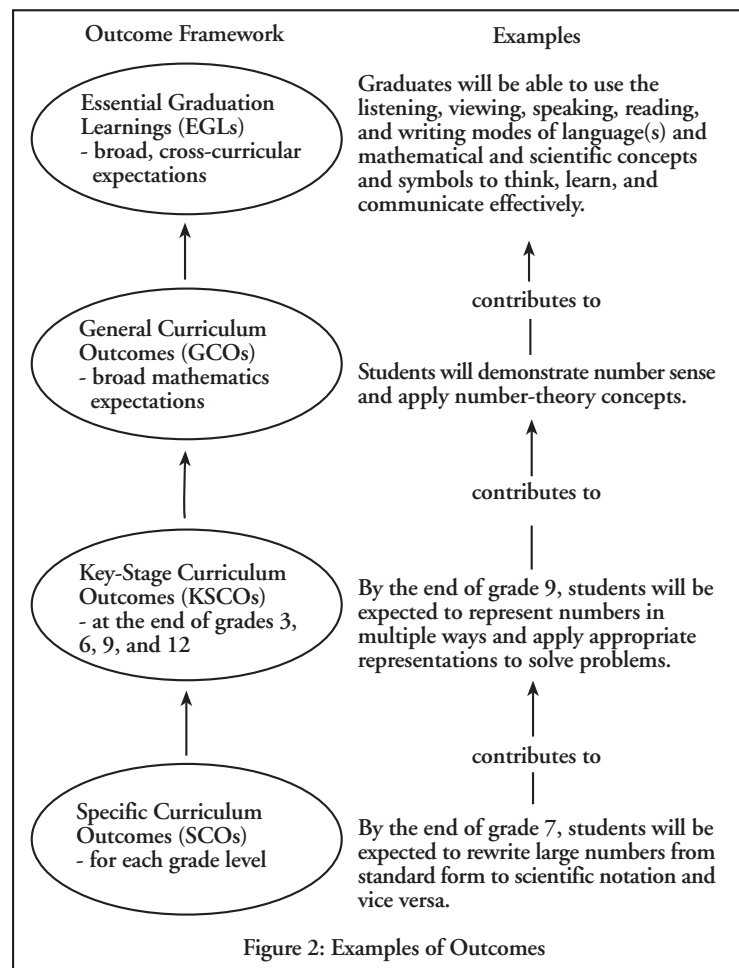 Outcome Framework
Examples
Essential Graduation
Learnings (EGLs)
- broad, cross-curricular
expectations
Graduates will be able to use the
listening, viewing, speaking, reading,
and writing modes of language(s) and
mathematical and scientific concepts
and symbols to think, learn, and
communicate effectively.
contributes to
General Curriculum
Outcomes (GCOs)
- broad mathematics
expectations
Students will demonstrate number sense
and apply number-theory concepts.
contributes to
Key-Stage Curriculum
Outcomes (KSCOs)
- at the end of grades 3,
6, 9, and 12
By the end of grade 9, students will be
expected to represent numbers in
multiple ways and apply appropriate
representations to solve problems.
contributes to
Specific Curriculum
Outcomes (SCOs)
- for each grade level
By the end of grade 7, students will be
expected to rewrite large numbers from
standard form to scientific notation and
vice versa.
Figure 2: Examples of Outcomes